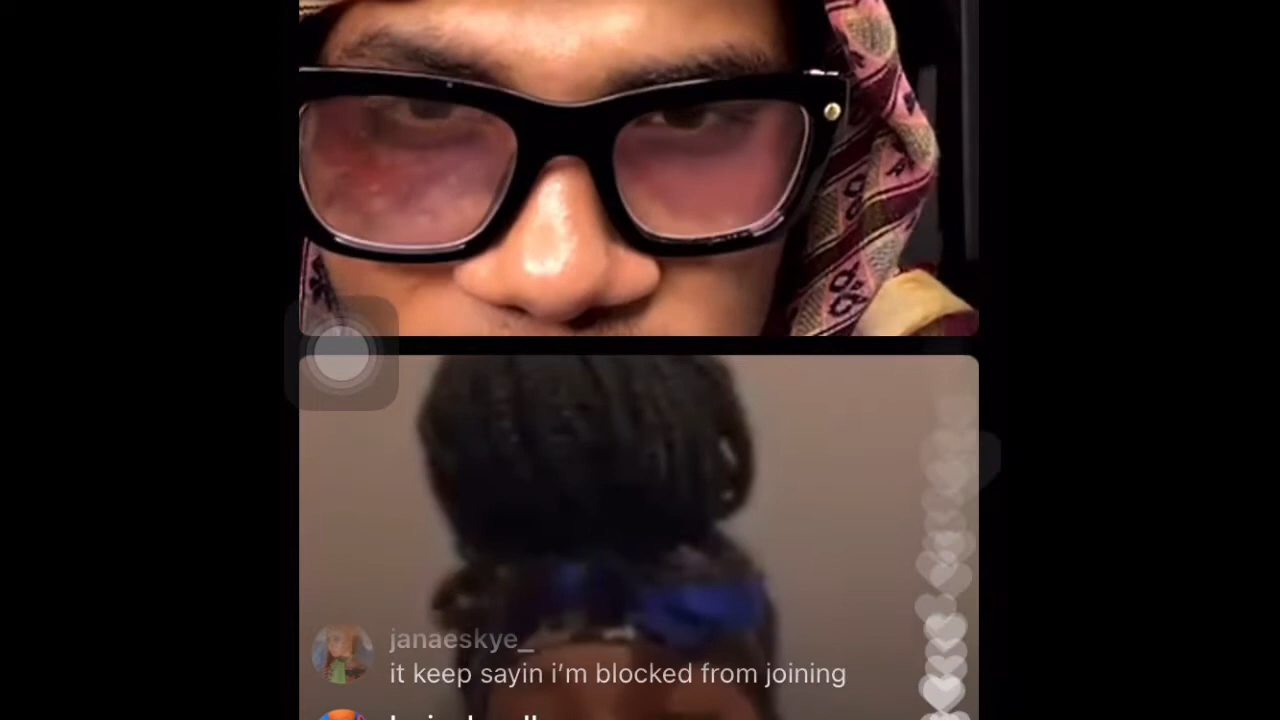 janaeskye_
it keep sayin i’m blocked from joining